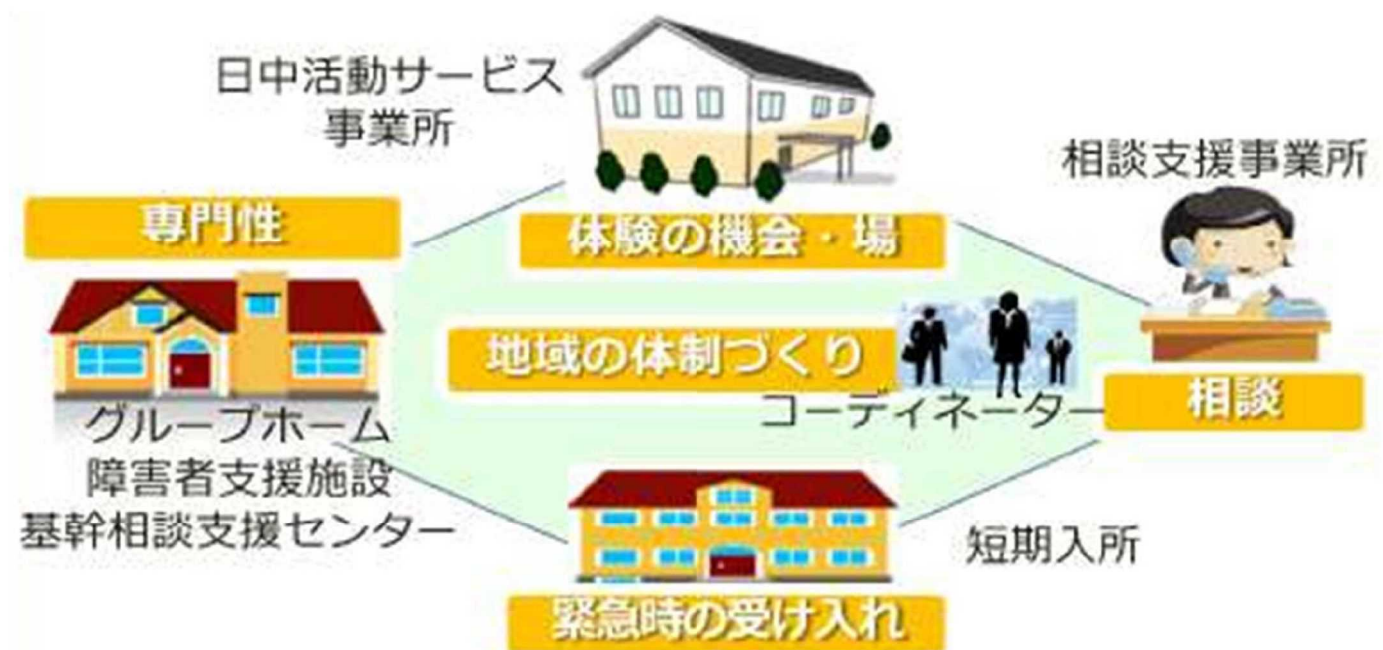 日中活動サービス
事業所
相談支援事業所
専門性
体験の機会・場
地域の体制づくり
コーディネーター
相談
グループホーム
障害者支援施設
基幹相談支援センター
短期入所
緊急時の受け入れ